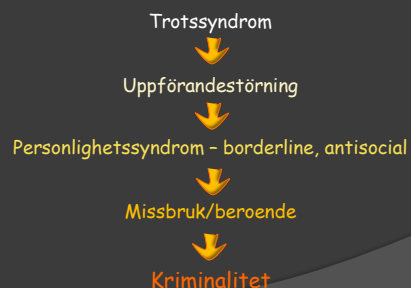 Trotssyndrom
Uppförandestörning
Personlighetssyndrom – borderline, antisocial
Missbruk/beroende
Kriminalitet